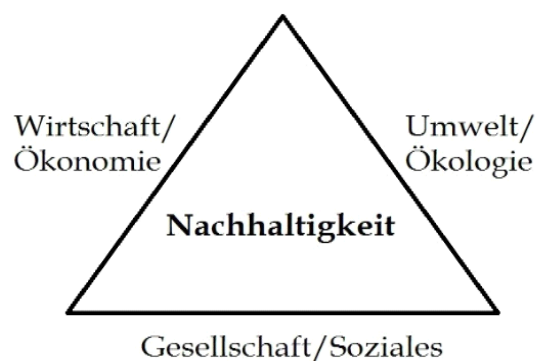 Wirtschaft/
Ökonomie
Umwelt/
Ökologie
Nachhaltigkeit
Gesellschaft/Soziales